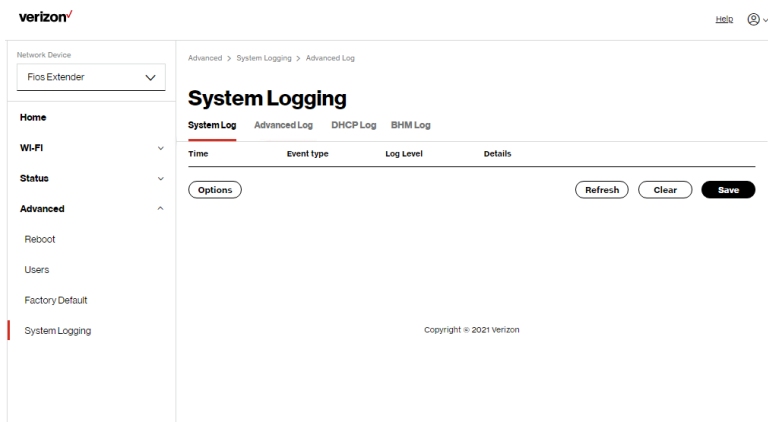 verizon✓
Help
Network Device
Fios Extender
Home
Wi-Fi
Status
Advanced
Reboot
Users
Factory Default
System Logging
Advanced > System Logging > Advanced Log
System Logging
System Log Advanced Log DHCP Log BHM Log
Time Event type Log Level Details
Options Refresh Clear Save
Copyright © 2021 Verizon